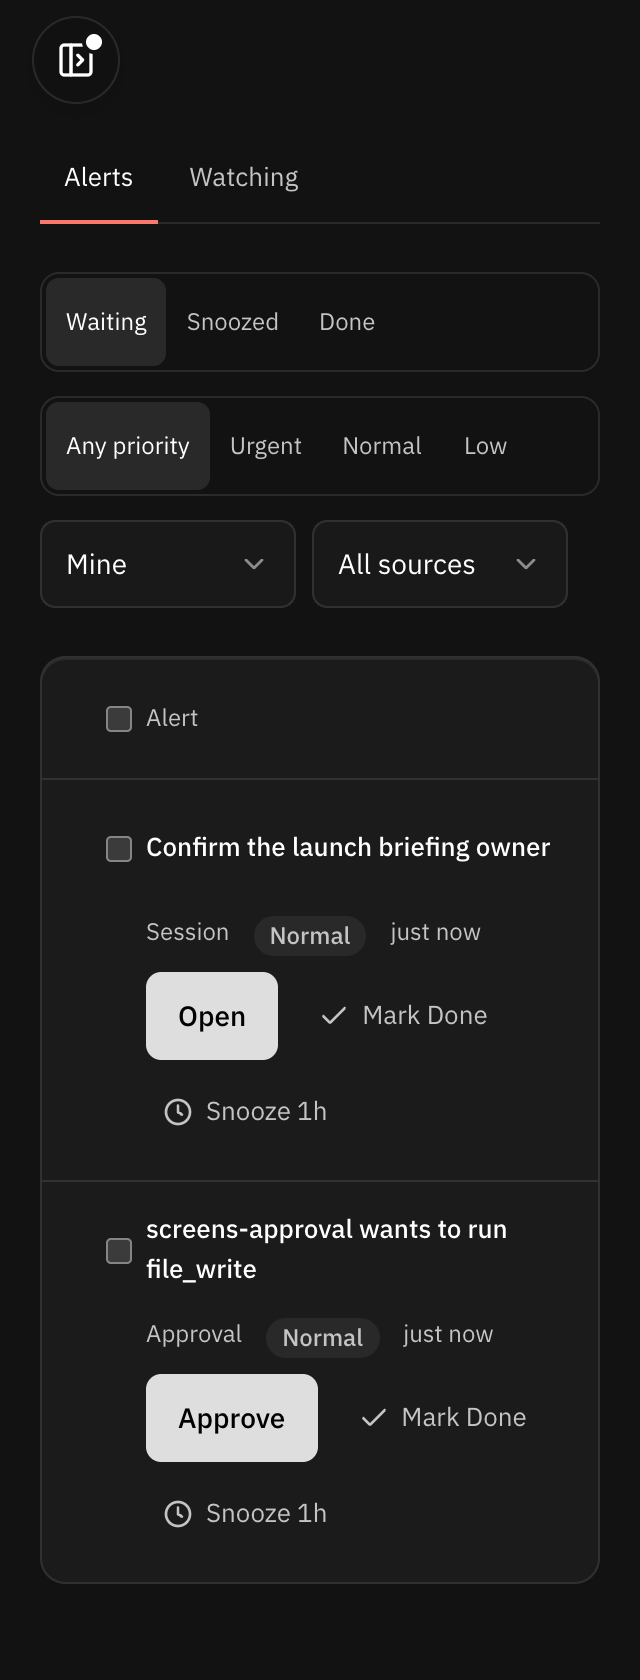 Alerts Watching
Waiting Snoozed Done
Any priority Urgent Normal Low
Mine All sources
Alert
Confirm the launch briefing owner
Session Normal just now
Open Mark Done
Snooze 1h
screens-approval wants to run
file_write
Approval Normal just now
Approve Mark Done
Snooze 1h